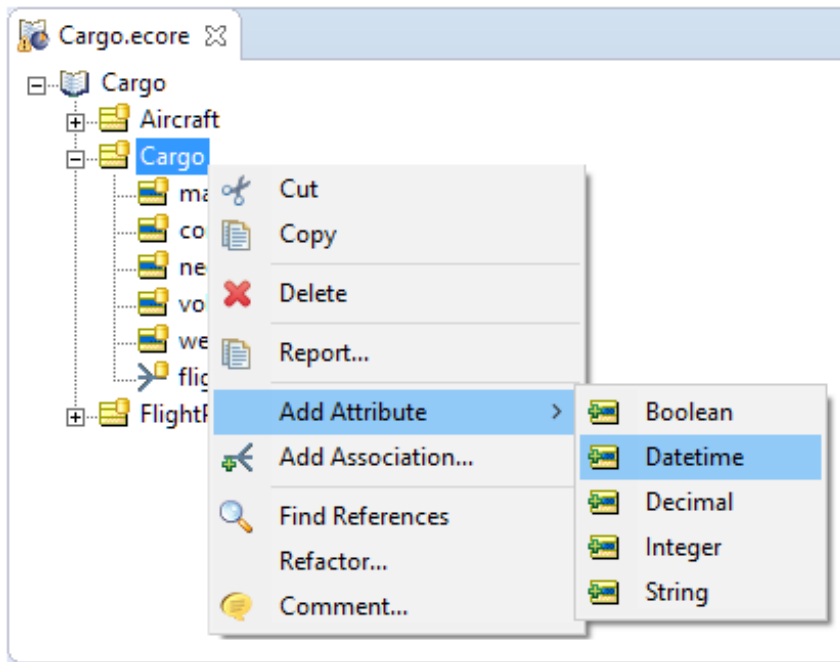 Cargo.ecore
Cargo
Aircraft
Cargo
Cut
Copy
Delete
Report...
Add Attribute
Add Association...
Find References
Refactor...
Comment...
Boolean
Datetime
Decimal
Integer
String